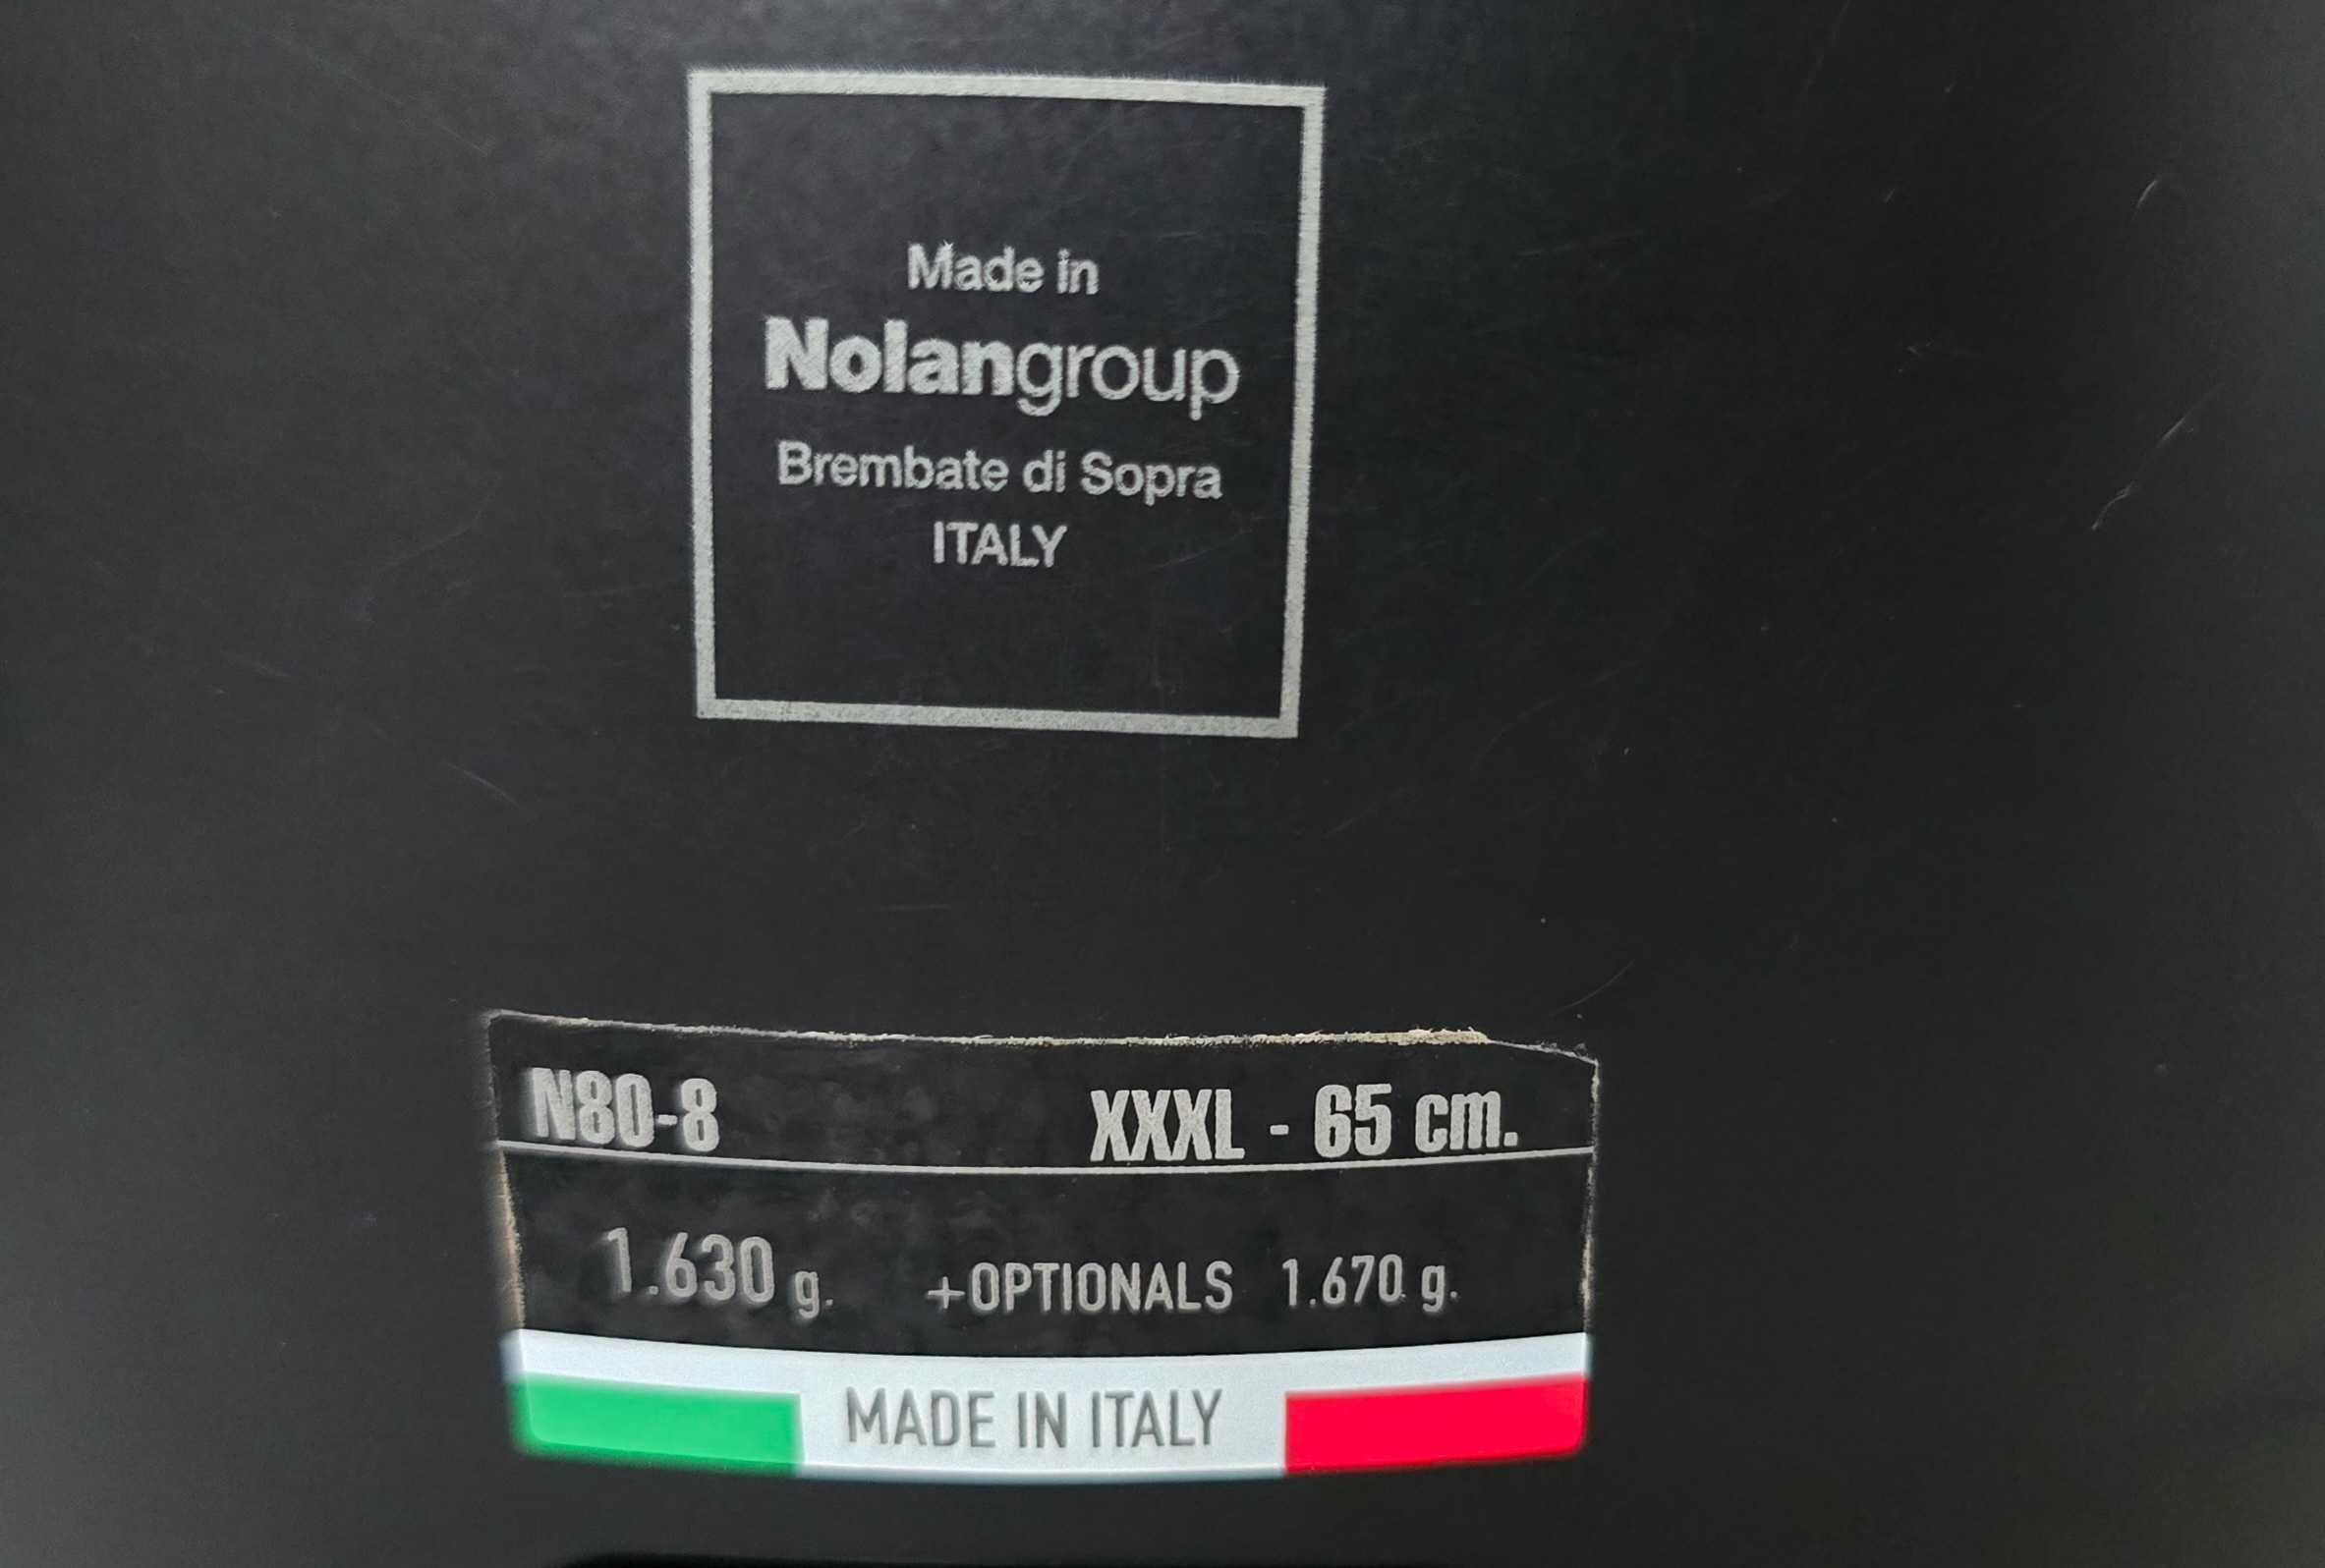 Made in
Nolangroup
Brembate di Sopra
ITALY
N80-8 XXXL - 65 cm.
1.630 g. +OPTIONALS 1.670 g.
MADE IN ITALY